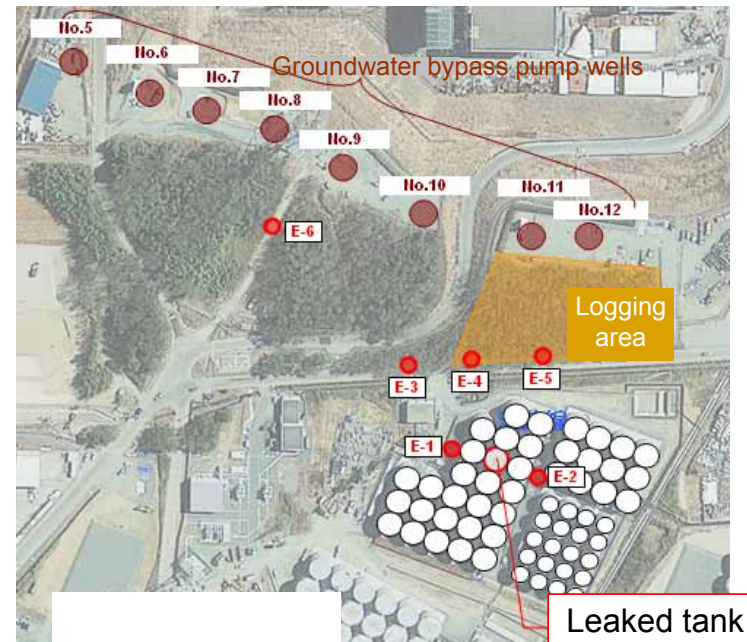 No.5
No.6
No.7
Groundwater bypass pump wells
No.8
No.9
No.10
No.11
No.12
E-6
Logging
area
E-3
E-4
E-5
E-1
E-2
Leaked tank